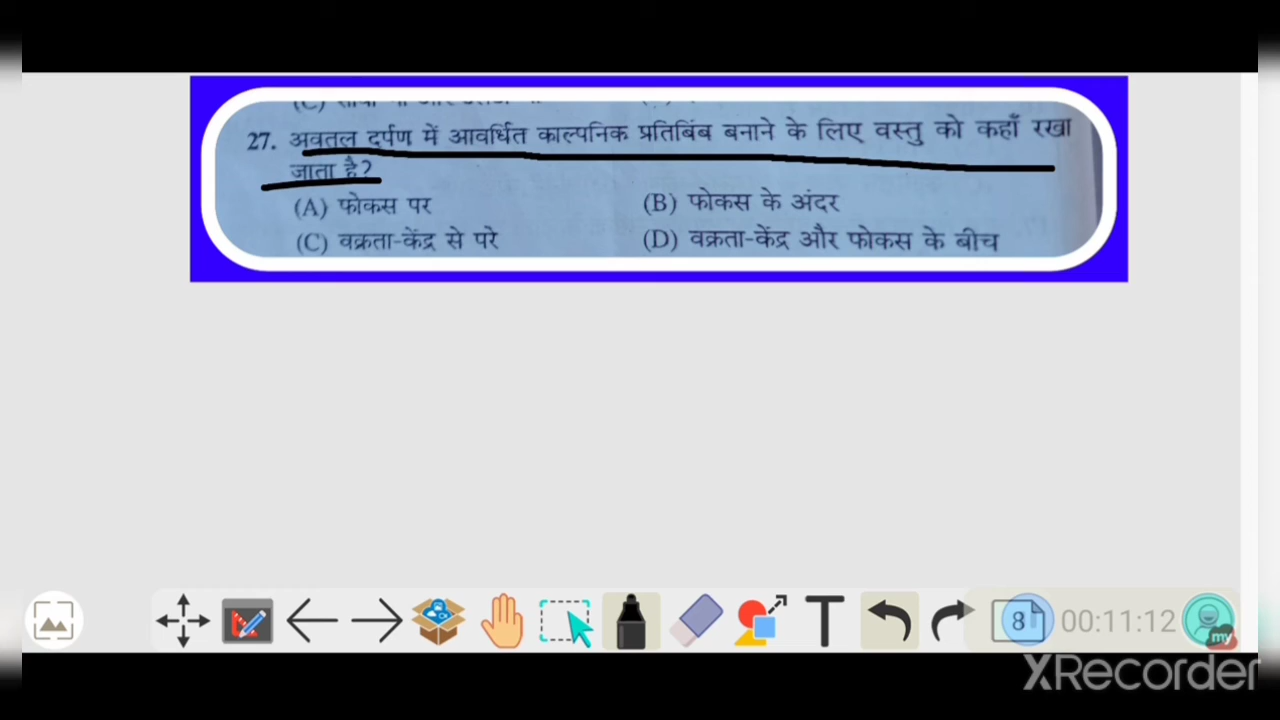 27. अवतल दर्पण में आवर्धित काल्पनिक प्रतिबिंब बनाने के लिए वस्तु को कहाँ रखा
जाता है?
(A) फोकस पर (B) फोकस के अंदर
(C) वक्रता-केंद्र से परे (D) वक्रता-केंद्र और फोकस के बीच
T 8 00:11:12 my
XRecorder